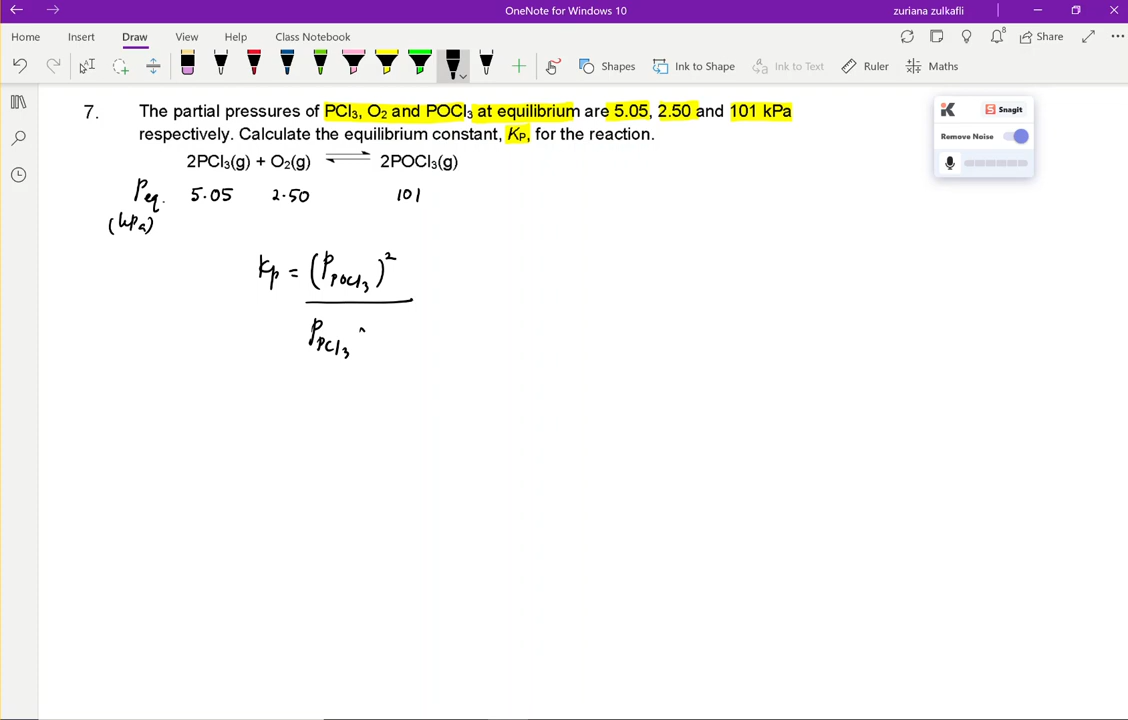 OneNote for Windows 10
zuriana zulkafli
Home Insert Draw View Help Class Notebook
8 Share
Shapes Ink to Shape Ink to Text Ruler Maths
7. The partial pressures of PCl₃, O₂ and POCl₃ at equilibrium are 5.05, 2.50 and 101 kPa
respectively. Calculate the equilibrium constant, Kₚ, for the reaction.
2PCl₃(g) + O₂(g) ⇌ 2POCl₃(g)
Peq. 5.05 2.50 101
(kPa)
Kp = (P POCl₃)²
P PCl₃
Snagit
Remove Noise